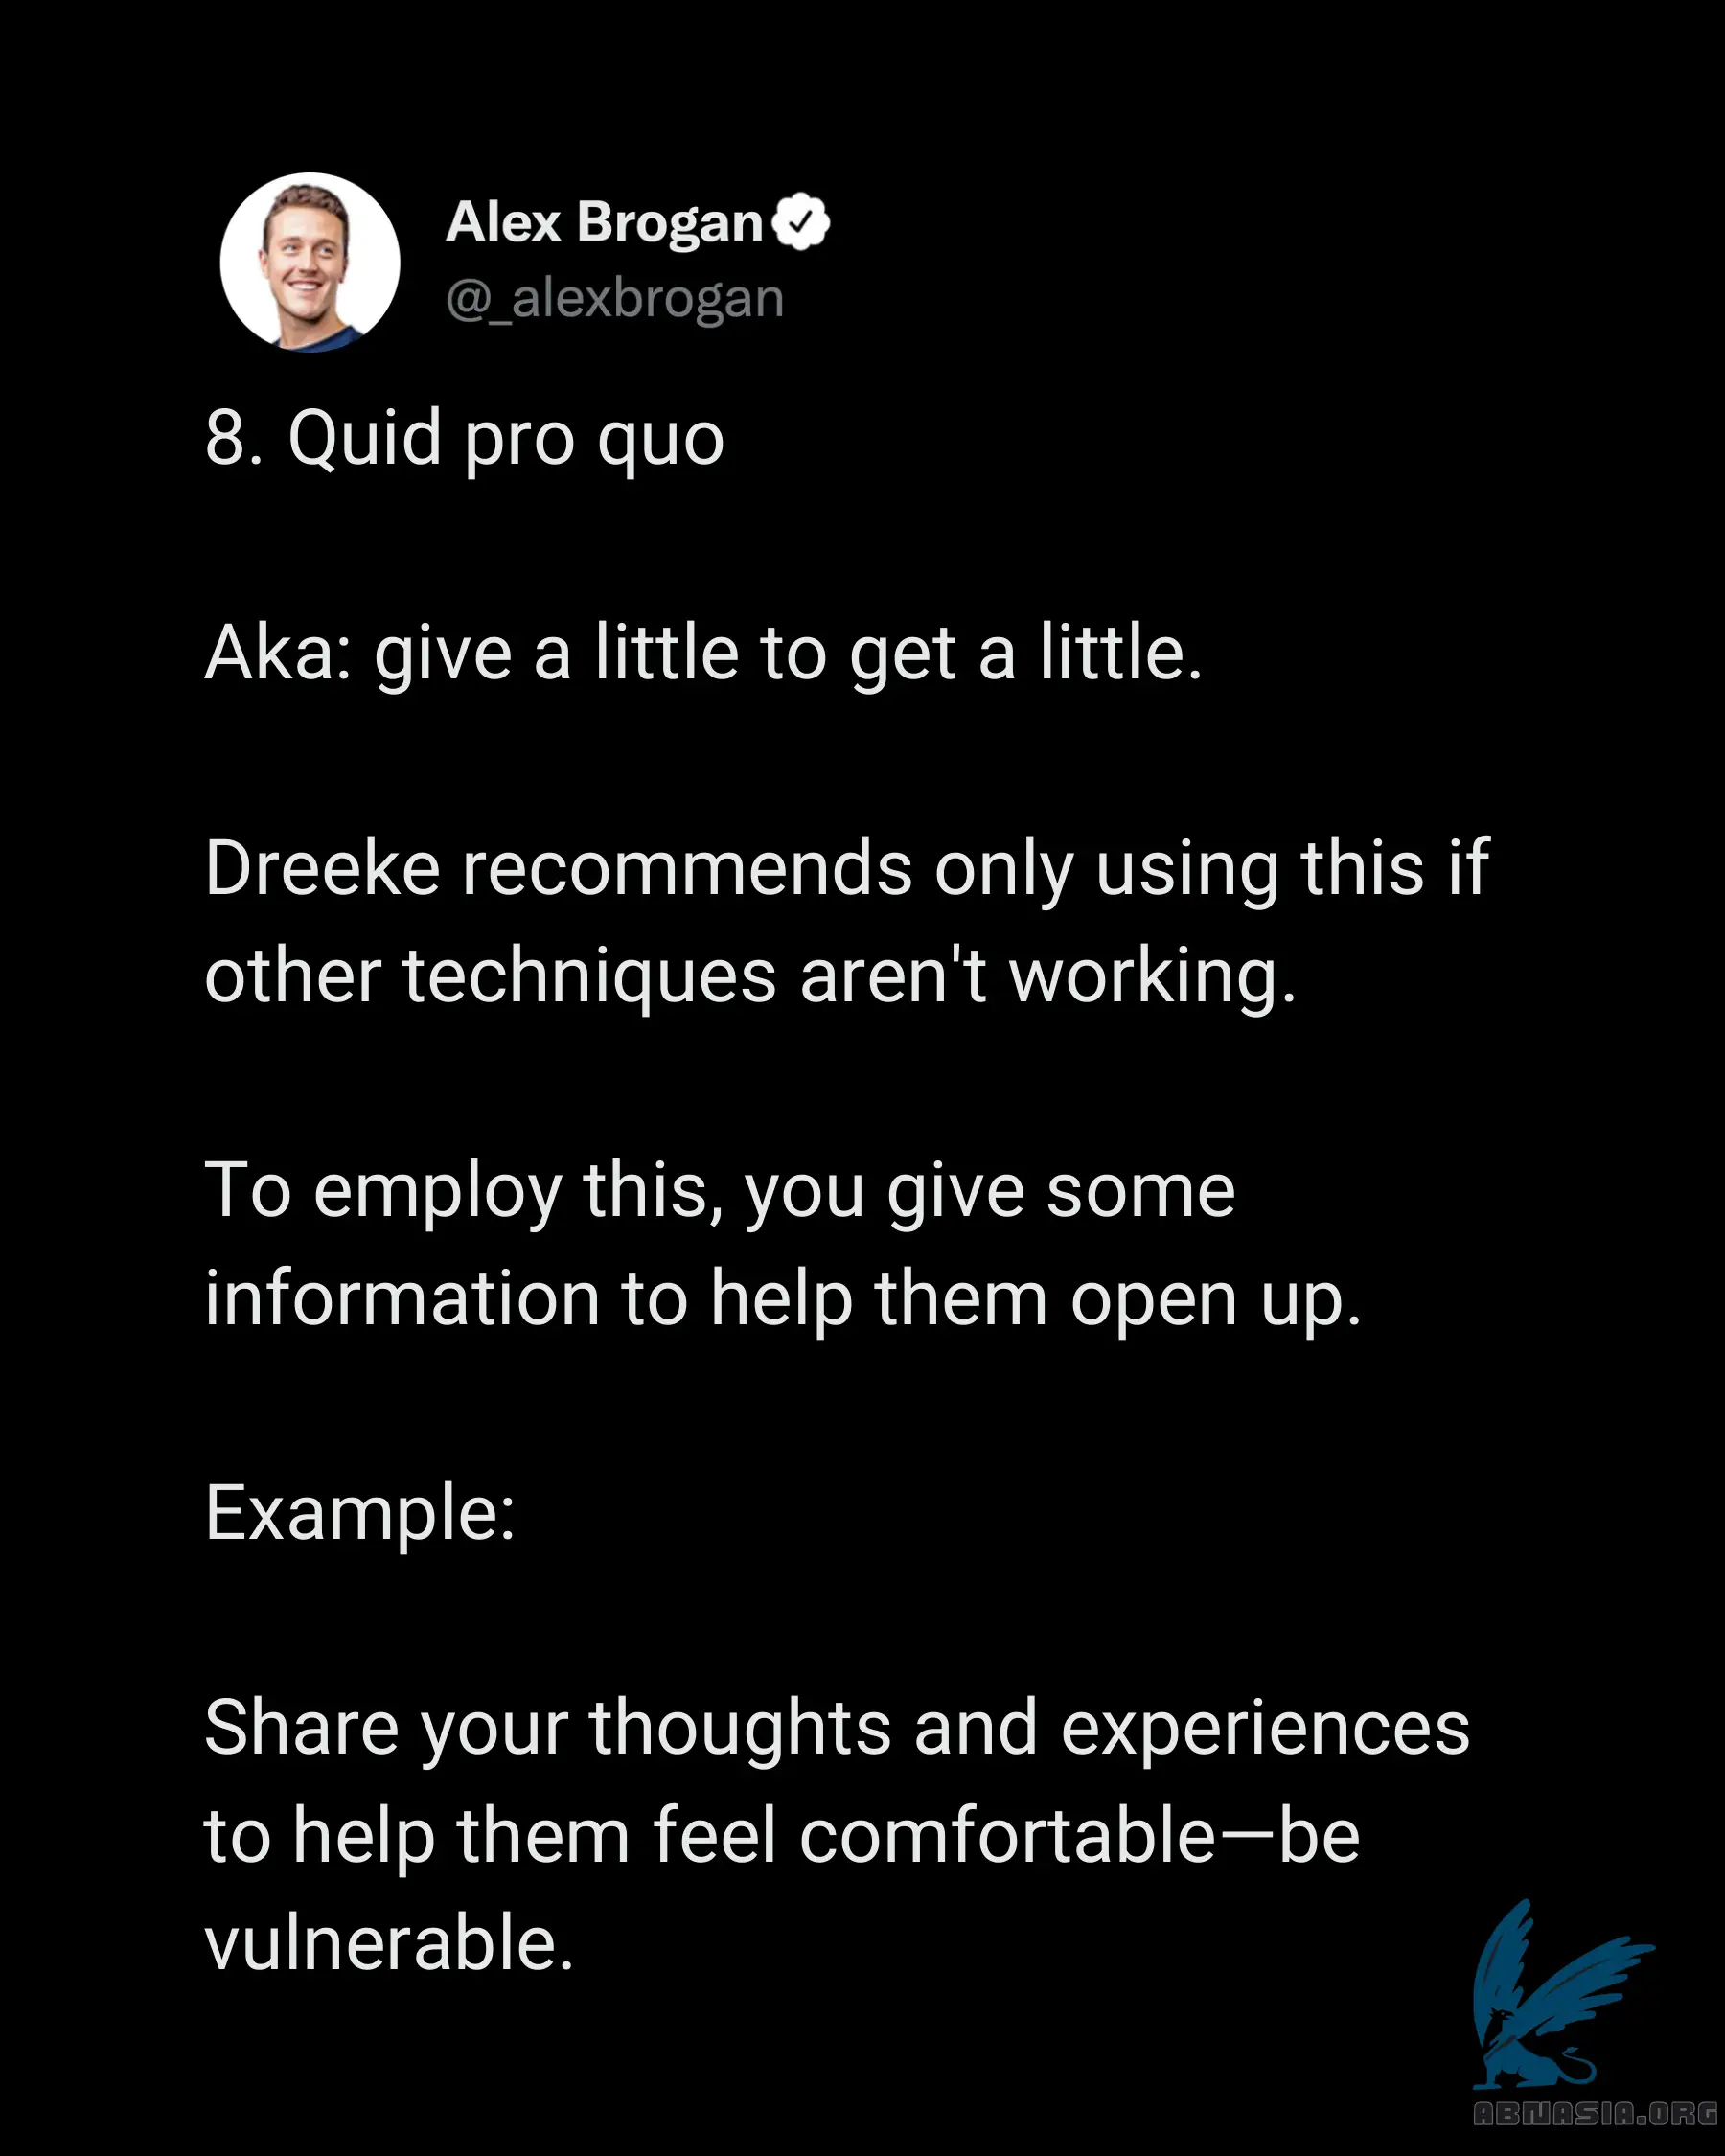 Alex Brogan
@_alexbrogan
8. Quid pro quo
Aka: give a little to get a little.
Dreeke recommends only using this if
other techniques aren't working.
To employ this, you give some
information to help them open up.
Example:
Share your thoughts and experiences
to help them feel comfortable—be
vulnerable.
ABNASIA.ORG